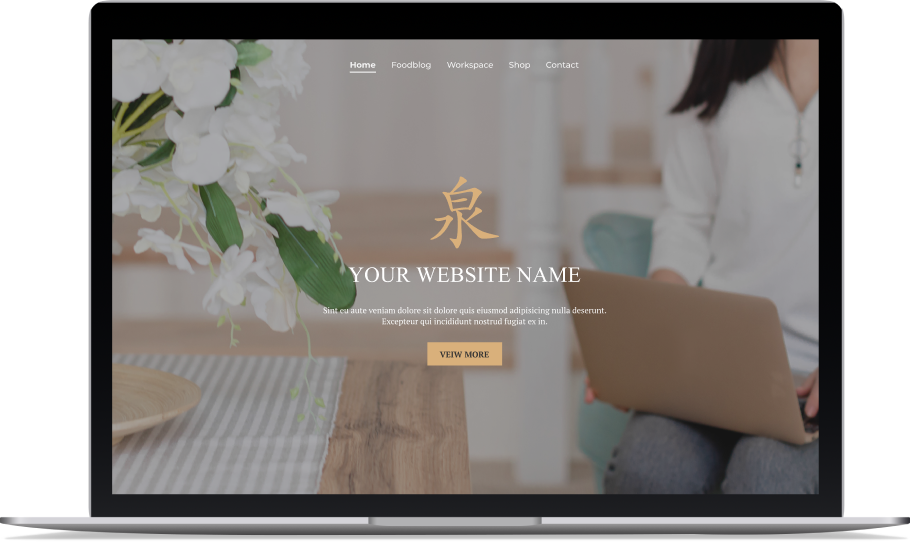 Home Foodblog Workspace Shop Contact
泉
YOUR WEBSITE NAME
Sint eu aute veniam dolore sit dolore quis eiusmod adipisicing nulla deserunt.
Excepteur qui incididunt nostrud fugiat ex in.
VEIW MORE